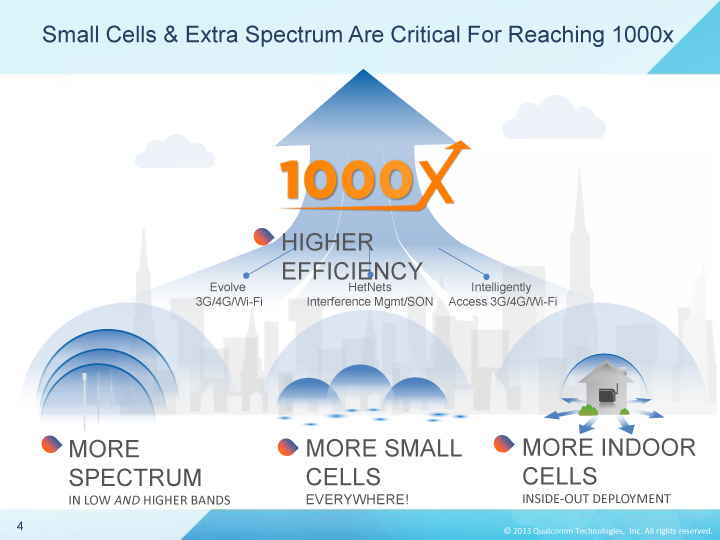 Small Cells & Extra Spectrum Are Critical For Reaching 1000x
1000X
HIGHER
EFFICIENCY
Evolve
3G/4G/Wi-Fi
HetNets
Interference Mgmt/SON
Intelligently
Access 3G/4G/Wi-Fi
MORE
SPECTRUM
IN LOW AND HIGHER BANDS
MORE SMALL
CELLS
EVERYWHERE!
MORE INDOOR
CELLS
INSIDE-OUT DEPLOYMENT
4
© 2013 Qualcomm Technologies, Inc. All rights reserved.